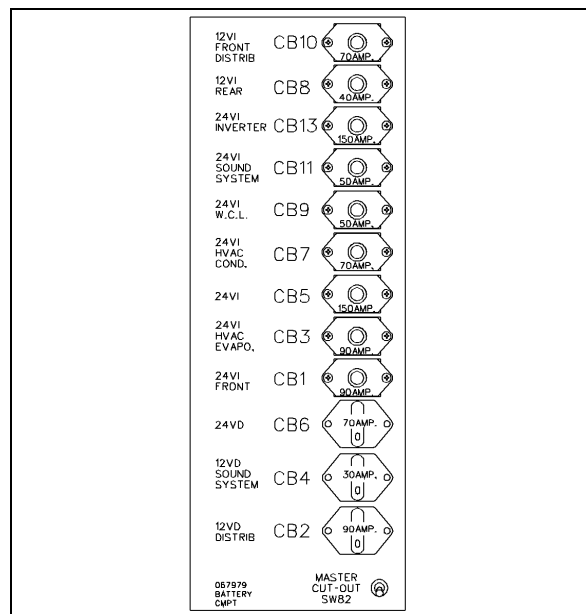 12VI
FRONT
DISTRIB
CB10
70AMP.
12VI
REAR
CB8
40AMP.
24VI
INVERTER
CB13
150AMP.
24VI
SOUND
SYSTEM
CB11
50AMP.
24VI
W.C.L.
CB9
50AMP.
24VI
HVAC
COND.
CB7
70AMP.
24VI
CB5
150AMP.
24VI
HVAC
EVAPO.
CB3
90AMP.
24VI
FRONT
CB1
90AMP.
24VD
CB6
70AMP.
12VD
SOUND
SYSTEM
CB4
30AMP.
12VD
DISTRIB
CB2
90AMP.
067979
BATTERY
CMPT
MASTER
CUT-OUT
SW82